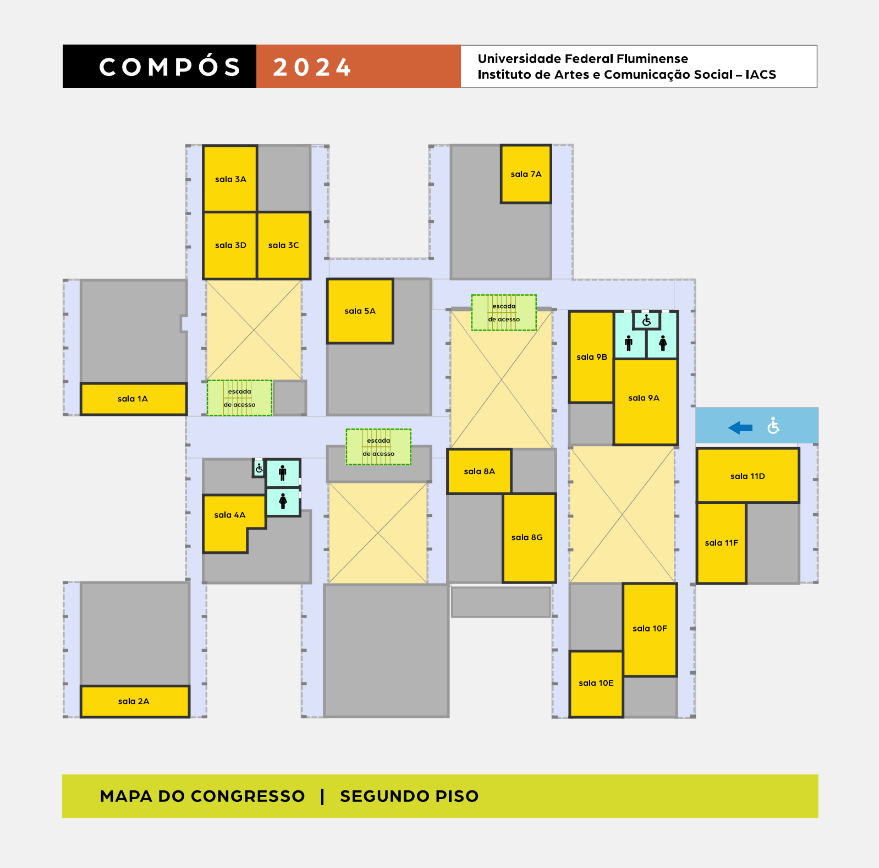 COMPÓS 2024
Universidade Federal Fluminense
Instituto de Artes e Comunicação Social – IACS
sala 3A
sala 7A
sala 3D
sala 3C
sala 5A
escada
de acesso
sala 9B
sala 9A
sala 1A
escada
de acesso
escada
de acesso
sala 8A
sala 11D
sala 4A
sala 8G
sala 11F
sala 10F
sala 10E
sala 2A
MAPA DO CONGRESSO | SEGUNDO PISO